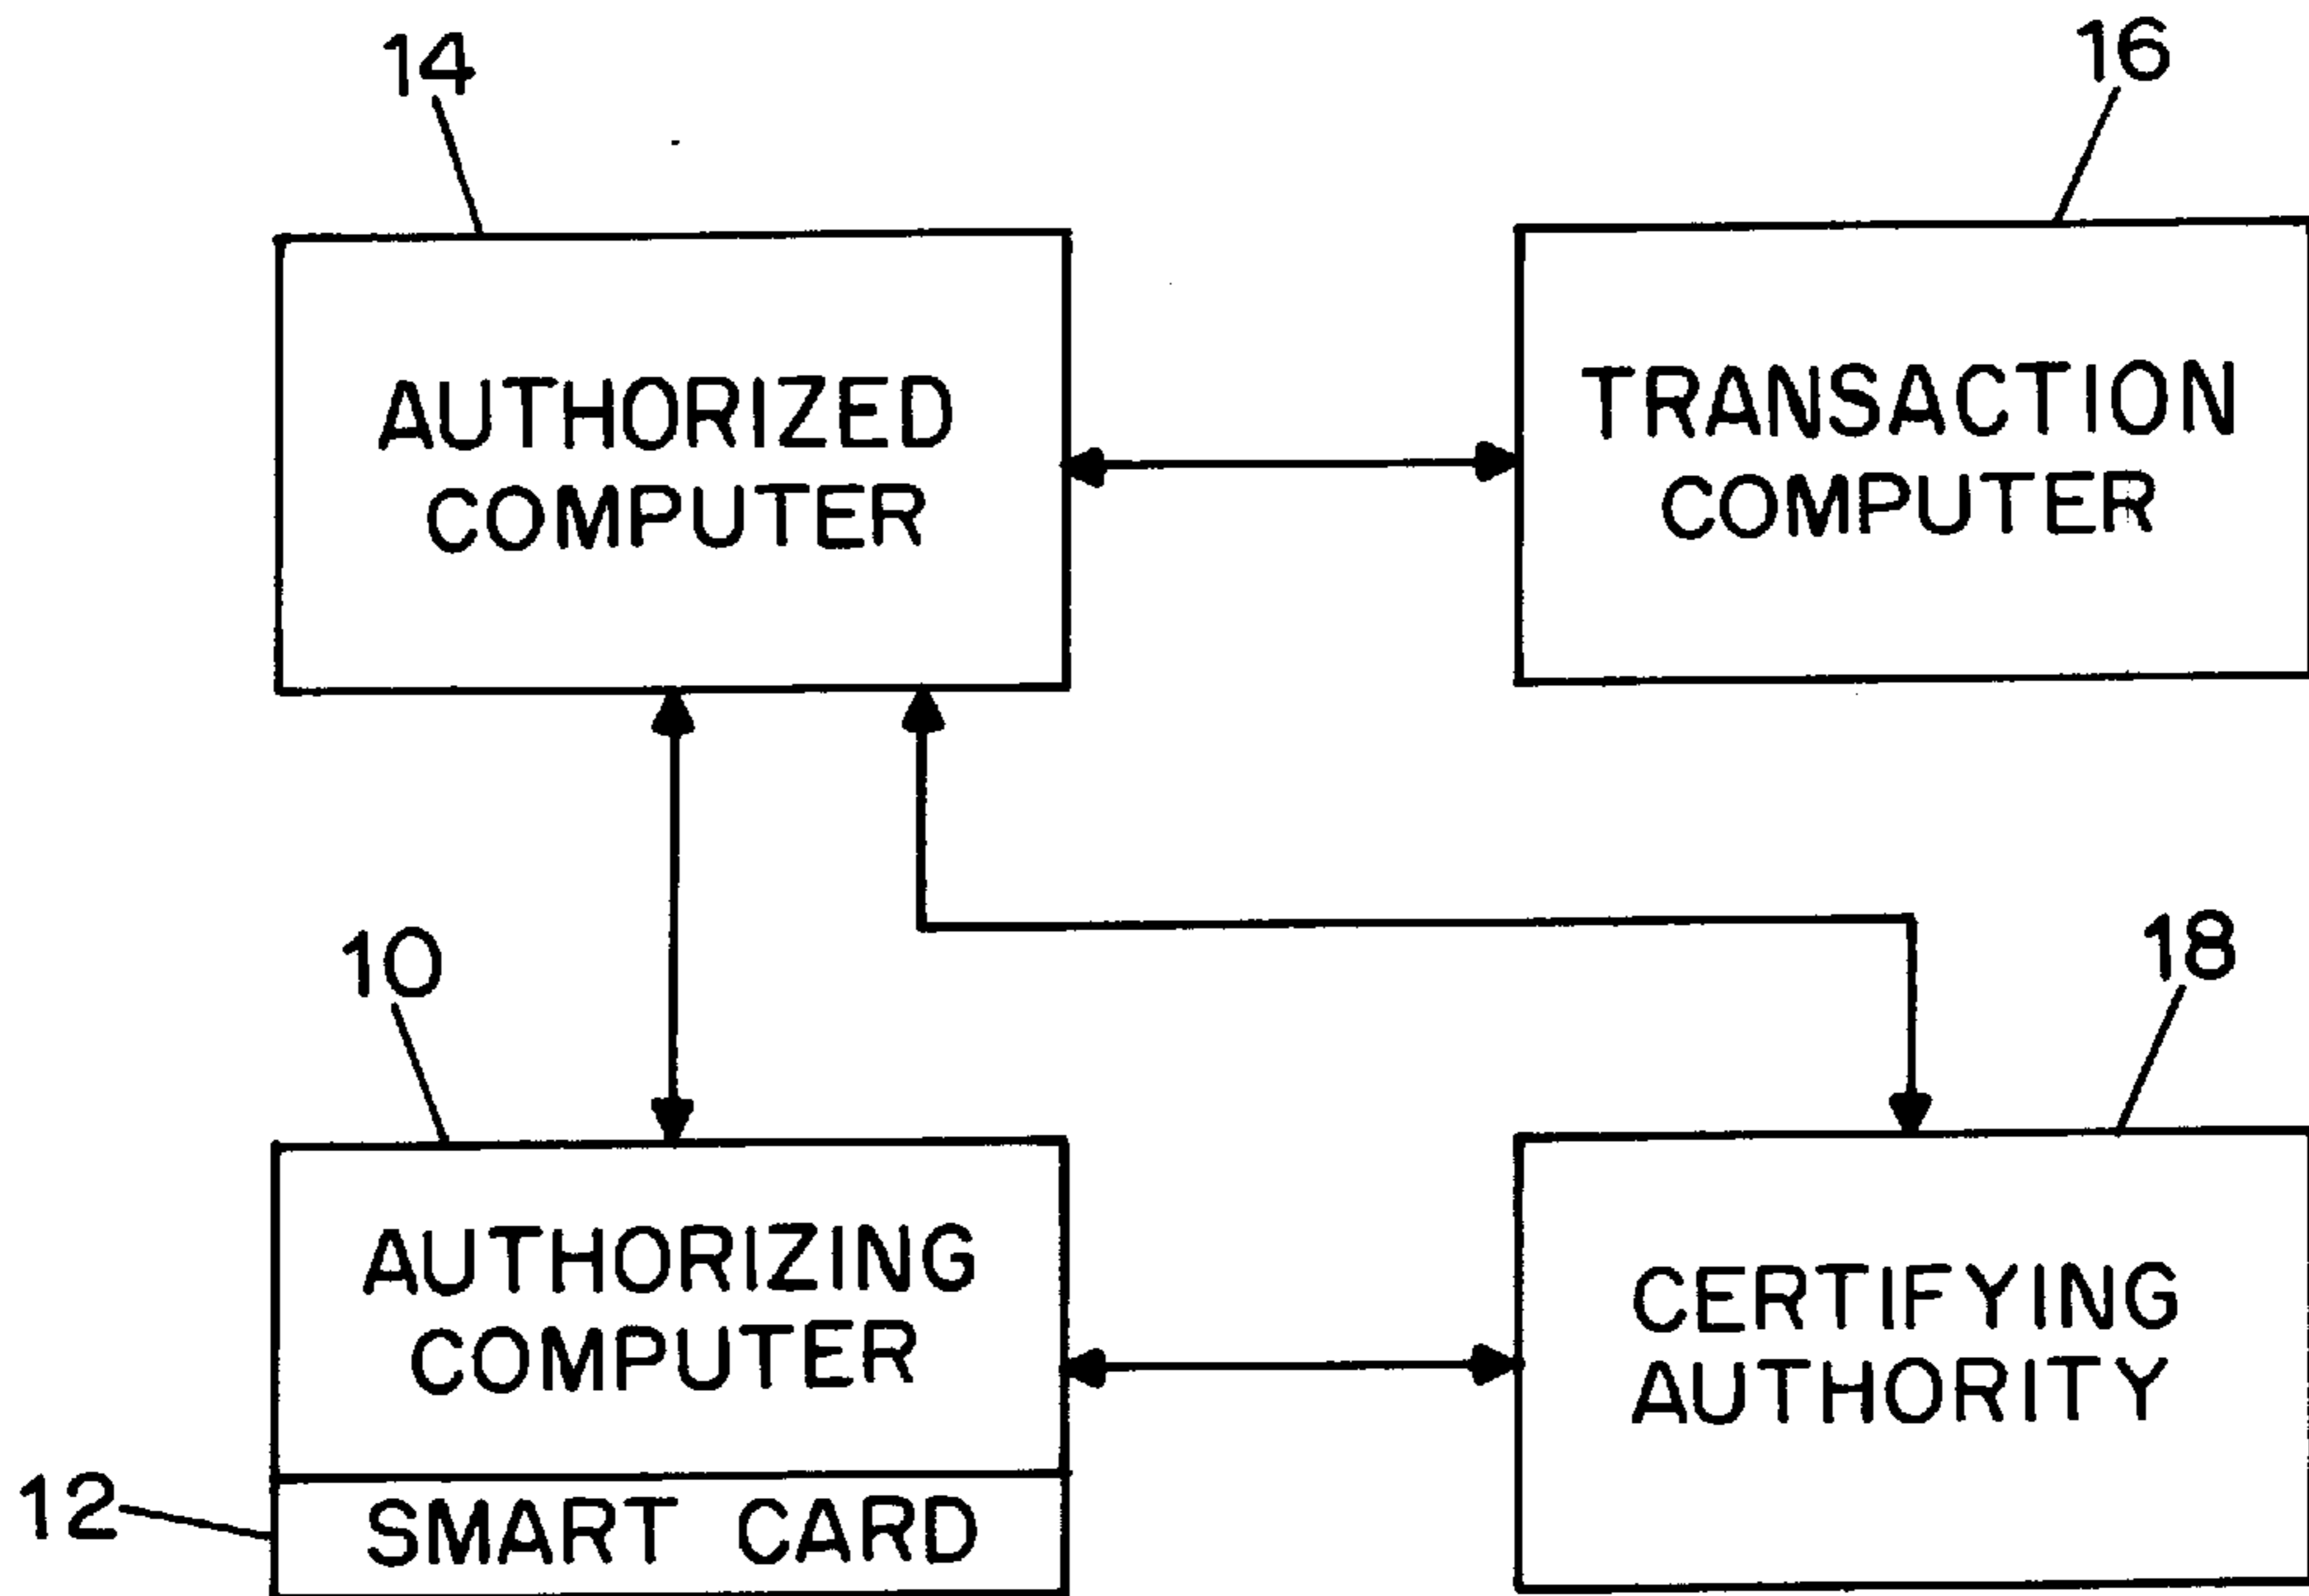 14
16
AUTHORIZED
COMPUTER
TRANSACTION
COMPUTER
10
18
AUTHORIZING
COMPUTER
CERTIFYING
AUTHORITY
12
SMART CARD